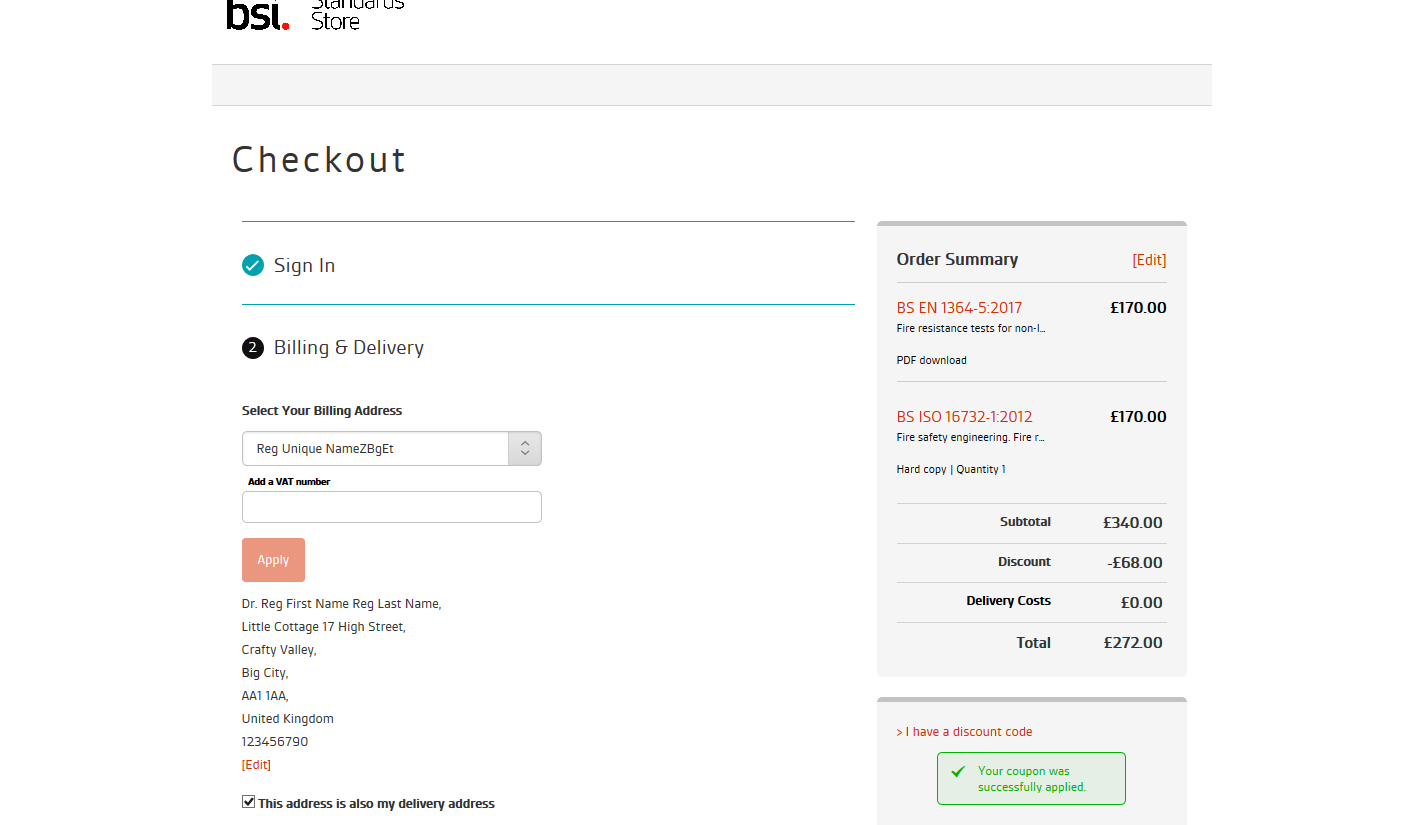 bsi. Standards
Store
Checkout
Sign In
2 Billing & Delivery
Select Your Billing Address
Reg Unique NameZBgEt
Add a VAT number
Apply
Dr. Reg First Name Reg Last Name,
Little Cottage 17 High Street,
Crafty Valley,
Big City,
AA1 1AA,
United Kingdom
123456790
[Edit]
This address is also my delivery address
Order Summary [Edit]
BS EN 1364-5:2017 £170.00
Fire resistance tests for non-l...
PDF download
BS ISO 16732-1:2012 £170.00
Fire safety engineering. Fire r...
Hard copy | Quantity 1
Subtotal £340.00
Discount -£68.00
Delivery Costs £0.00
Total £272.00
> I have a discount code
Your coupon was
successfully applied.